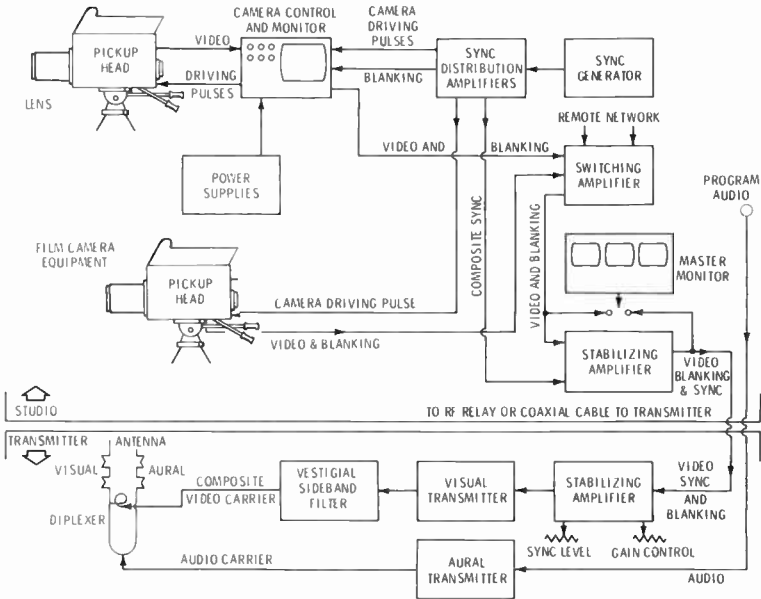 CAMERA CONTROL
AND MONITOR
CAMERA
DRIVING
PULSES
PICKUP
HEAD
VIDEO
DRIVING
PULSES
LENS
BLANKING
SYNC
DISTRIBUTION
AMPLIFIERS
SYNC
GENERATOR
REMOTE NETWORK
POWER
SUPPLIES
VIDEO AND
BLANKING
SWITCHING
AMPLIFIER
PROGRAM
AUDIO
FILM CAMERA
EQUIPMENT
PICKUP
HEAD
COMPOSITE SYNC
VIDEO AND BLANKING
MASTER
MONITOR
CAMERA DRIVING PULSE
VIDEO & BLANKING
STABILIZING
AMPLIFIER
VIDEO
BLANKING
& SYNC
STUDIO
TO RF RELAY OR COAXIAL CABLE TO TRANSMITTER
TRANSMITTER
ANTENNA
VISUAL
AURAL
COMPOSITE
VIDEO CARRIER
VESTIGIAL
SIDEBAND
FILTER
VISUAL
TRANSMITTER
STABILIZING
AMPLIFIER
VIDEO
SYNC
AND
BLANKING
DIPLEXER
SYNC LEVEL
GAIN CONTROL
AUDIO CARRIER
AURAL
TRANSMITTER
AUDIO